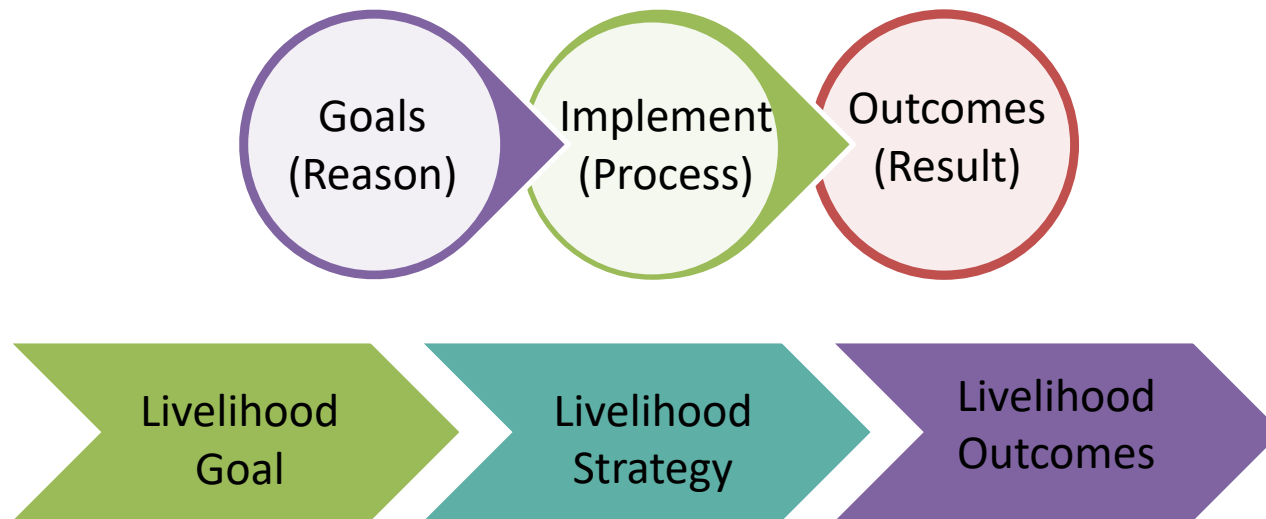 Goals
(Reason)
Implement
(Process)
Outcomes
(Result)
Livelihood
Goal
Livelihood
Strategy
Livelihood
Outcomes